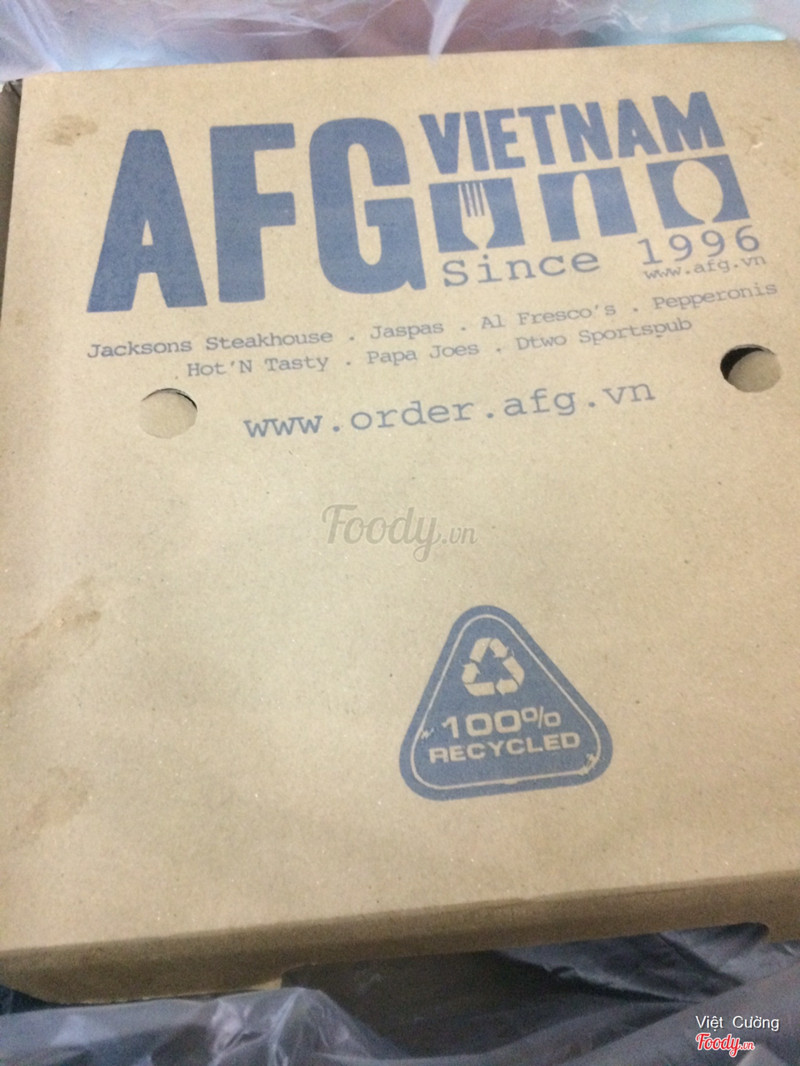 AFG VIETNAM
Since 1996
www.afg.vn
Jacksons Steakhouse . Jaspas . Al Fresco's . Pepperonis
Hot'N Tasty . Papa Joes . Dtwo Sportspub
www.order.afg.vn
Foody.vn
100%
RECYCLED
Việt Cường
Foody.vn